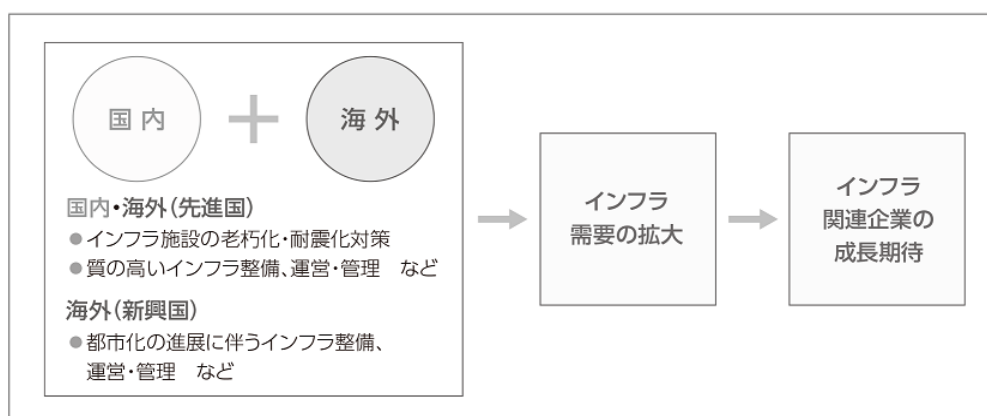 国内
＋
海外
国内・海外（先進国）
●インフラ施設の老朽化・耐震化対策
●質の高いインフラ整備、運営・管理　など
海外（新興国）
●都市化の進展に伴うインフラ整備、
運営・管理　など
インフラ
需要の拡大
インフラ
関連企業の
成長期待